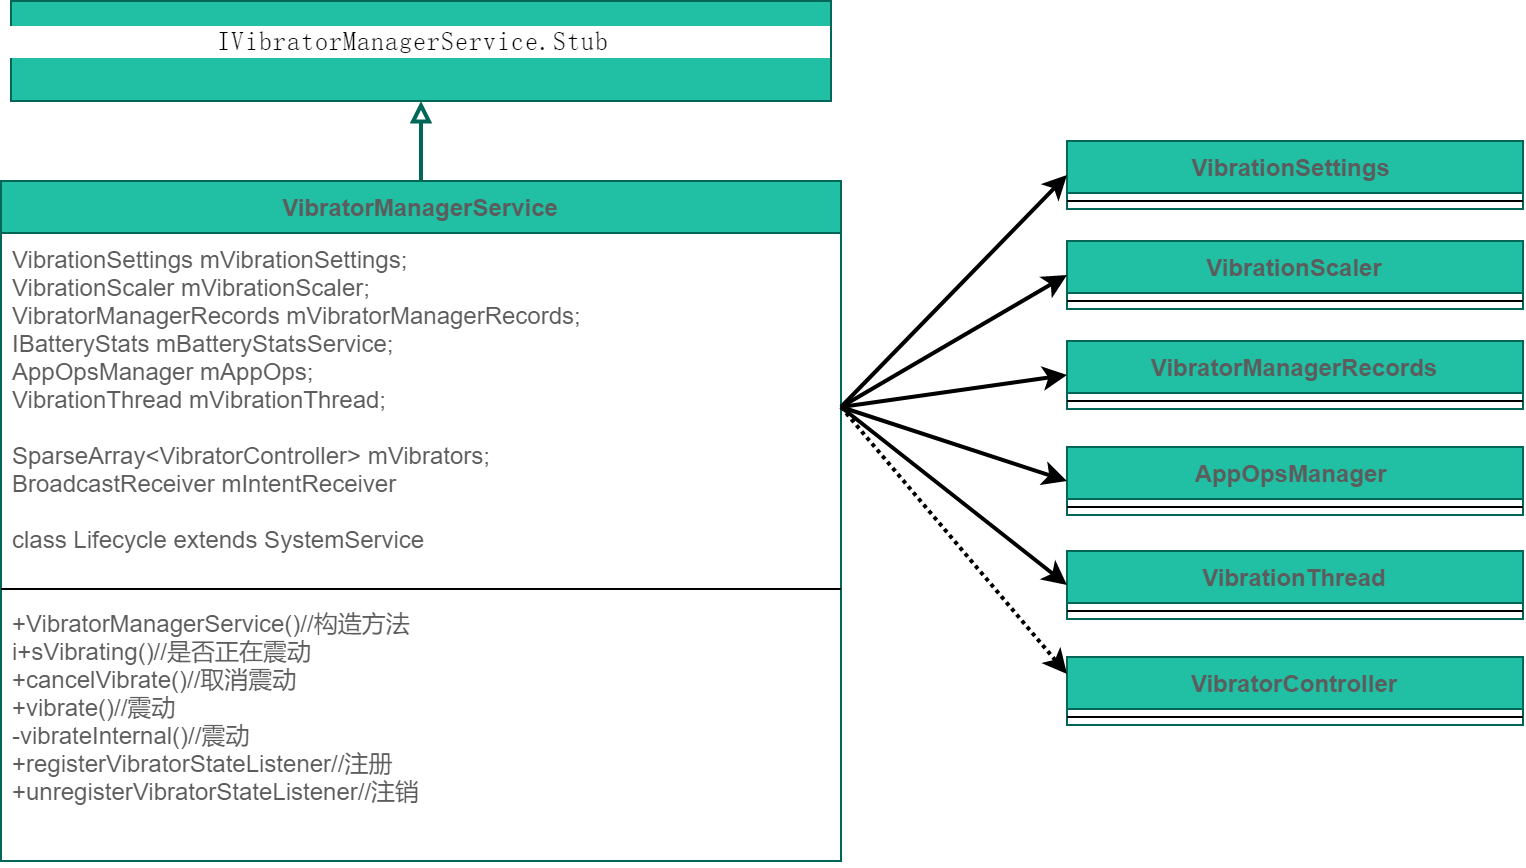 IVibratorManagerService.Stub
VibratorManagerService
VibrationSettings mVibrationSettings;
VibrationScaler mVibrationScaler;
VibratorManagerRecords mVibratorManagerRecords;
IBatteryStats mBatteryStatsService;
AppOpsManager mAppOps;
VibrationThread mVibrationThread;
SparseArray<VibratorController> mVibrators;
BroadcastReceiver mIntentReceiver
class Lifecycle extends SystemService
+VibratorManagerService()//构造方法
i+sVibrating()//是否正在震动
+cancelVibrate()//取消震动
+vibrate()//震动
-vibrateInternal()//震动
+registerVibratorStateListener//注册
+unregisterVibratorStateListener//注销
VibrationSettings
VibrationScaler
VibratorManagerRecords
AppOpsManager
VibrationThread
VibratorController